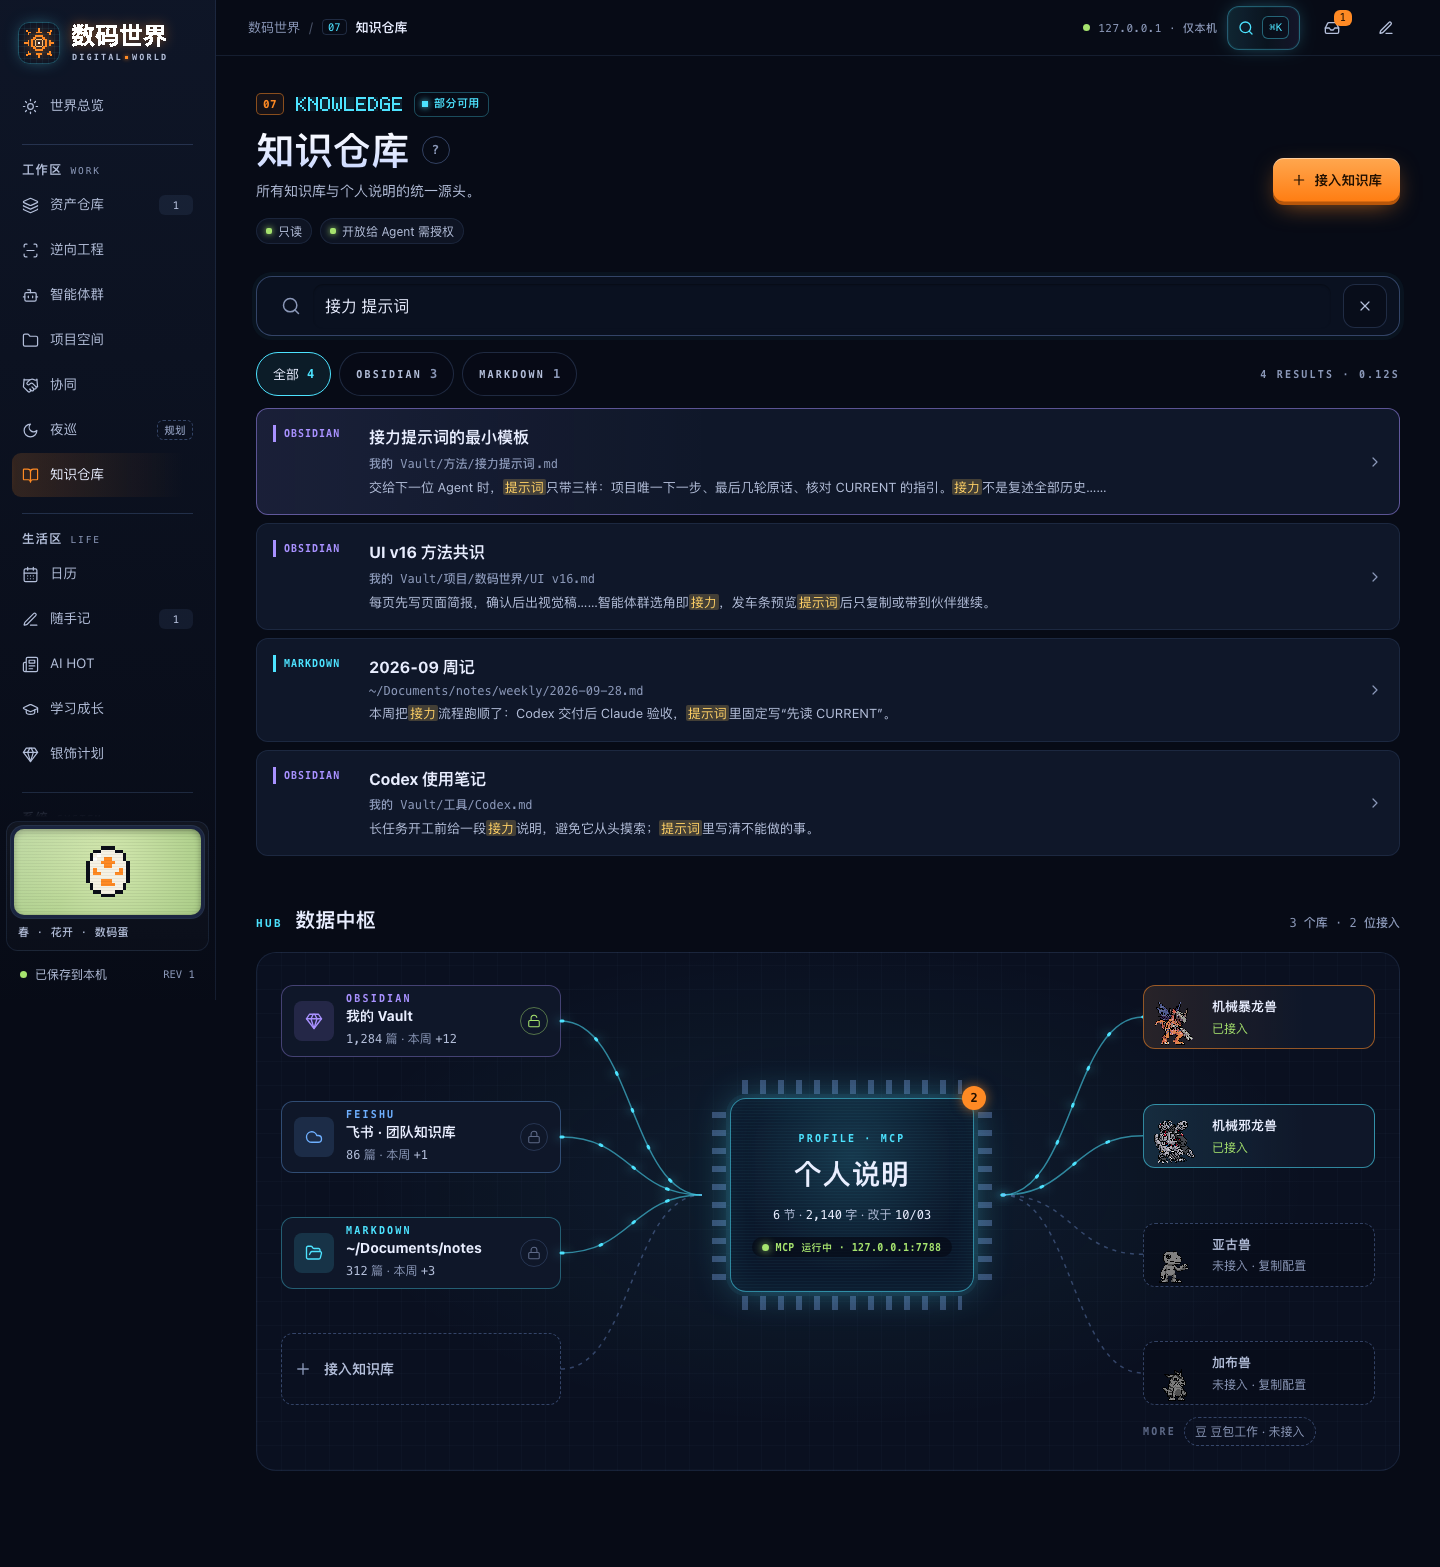 数码世界
DIGITAL WORLD
世界总览
工作区 WORK
资产仓库 1
逆向工程
智能体群
项目空间
协同
夜巡 规划
知识仓库
生活区 LIFE
日历
随手记 1
AI HOT
学习成长
银饰计划
春 · 花开 · 数码蛋
已保存到本机 REV 1
数码世界 / 07 知识仓库
127.0.0.1 · 仅本机
⌘K
1
07 KNOWLEDGE 部分可用
知识仓库 ?
所有知识库与个人说明的统一源头。
只读 开放给 Agent 需授权
+ 接入知识库
接力 提示词
全部 4 OBSIDIAN 3 MARKDOWN 1
4 RESULTS · 0.12S
OBSIDIAN 接力提示词的最小模板
我的 Vault/方法/接力提示词.md
交给下一位 Agent 时，提示词只带三样：项目唯一下一步、最后几轮原话、核对 CURRENT 的指引。接力不是复述全部历史……
OBSIDIAN UI v16 方法共识
我的 Vault/项目/数码世界/UI v16.md
每页先写页面简报，确认后出视觉稿……智能体群选角即接力，发车条预览提示词后只复制或带到伙伴继续。
MARKDOWN 2026-09 周记
~/Documents/notes/weekly/2026-09-28.md
本周把接力流程跑顺了：Codex 交付后 Claude 验收，提示词里固定写“先读 CURRENT”。
OBSIDIAN Codex 使用笔记
我的 Vault/工具/Codex.md
长任务开工前给一段接力说明，避免它从头摸索；提示词里写清不能做的事。
HUB 数据中枢
3 个库 · 2 位接入
OBSIDIAN
我的 Vault
1,284 篇 · 本周 +12
FEISHU
飞书 · 团队知识库
86 篇 · 本周 +1
MARKDOWN
~/Documents/notes
312 篇 · 本周 +3
+ 接入知识库
2
PROFILE · MCP
个人说明
6 节 · 2,140 字 · 改于 10/03
MCP 运行中 · 127.0.0.1:7788
机械暴龙兽
已接入
机械邪龙兽
已接入
亚古兽
未接入 · 复制配置
加布兽
未接入 · 复制配置
MORE 豆 豆包工作 · 未接入